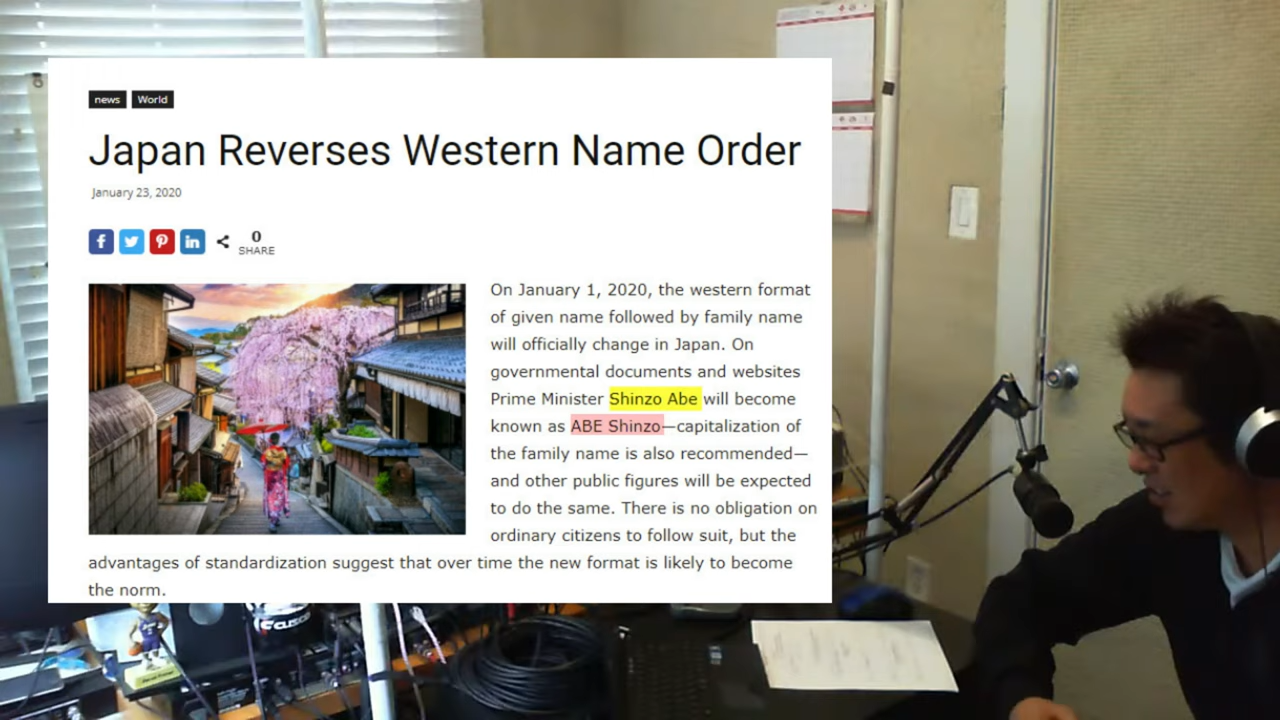 news World
Japan Reverses Western Name Order
January 23, 2020
0
SHARE
On January 1, 2020, the western format
of given name followed by family name
will officially change in Japan. On
governmental documents and websites
Prime Minister Shinzo Abe will become
known as ABE Shinzo—capitalization of
the family name is also recommended—
and other public figures will be expected
to do the same. There is no obligation on
ordinary citizens to follow suit, but the
advantages of standardization suggest that over time the new format is likely to become
the norm.